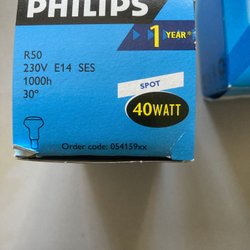 PHILIPS
1 YEAR*
R50
230V E14 SES
1000h
30°
SPOT
40WATT
Order code: 054159xx